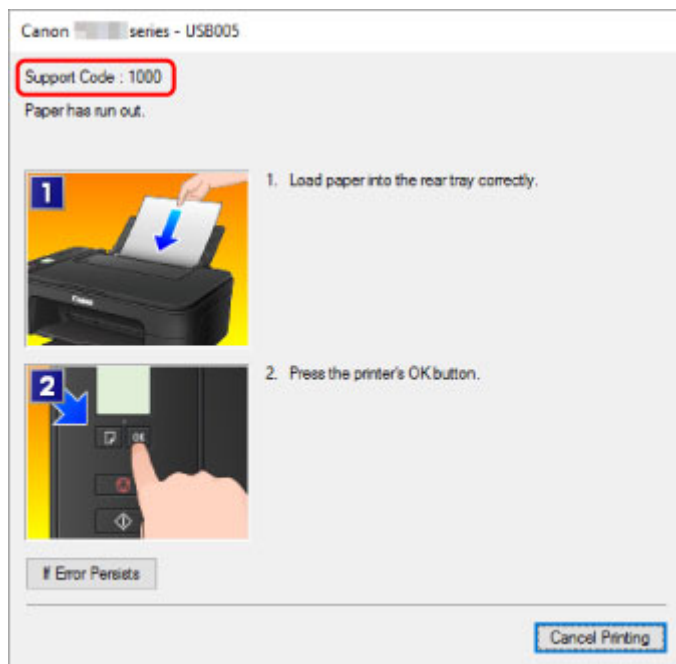 Canon series - USB005
Support Code : 1000
Paper has run out.
1
1. Load paper into the rear tray correctly.
Canon
2
2. Press the printer's OK button.
OK
If Error Persists
Cancel Printing